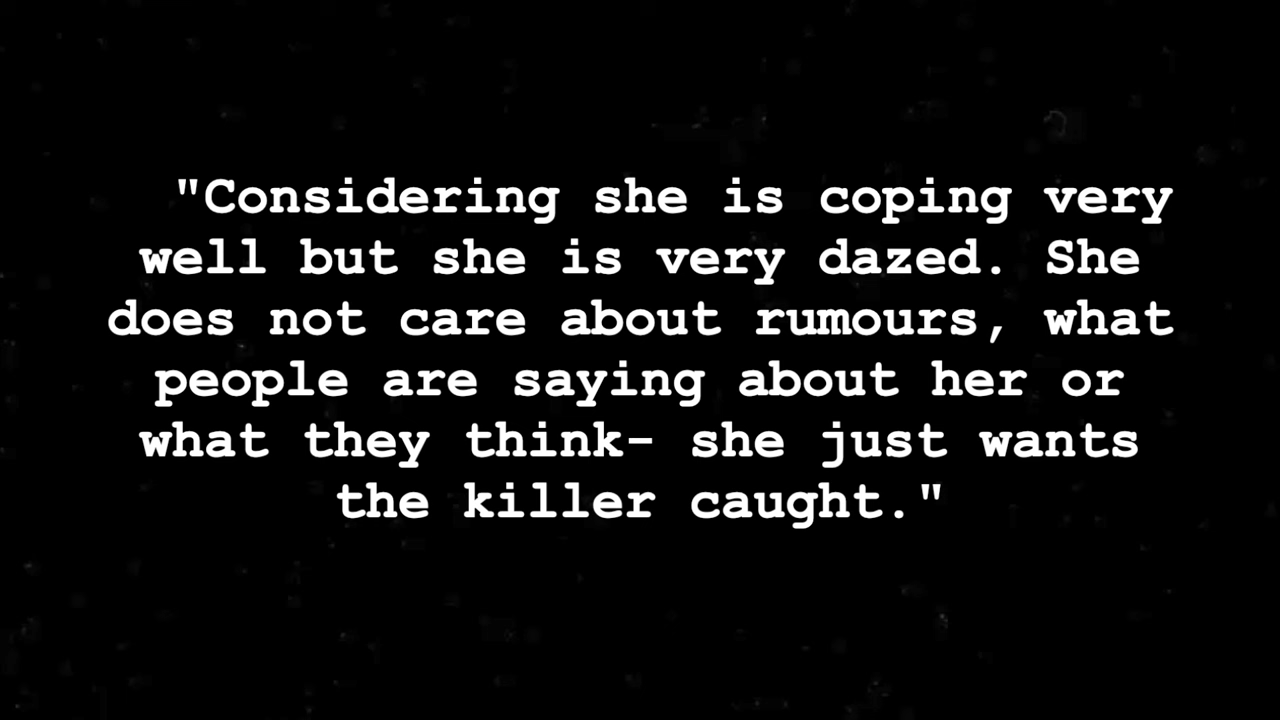 "Considering she is coping very
well but she is very dazed. She
does not care about rumours, what
people are saying about her or
what they think- she just wants
the killer caught."